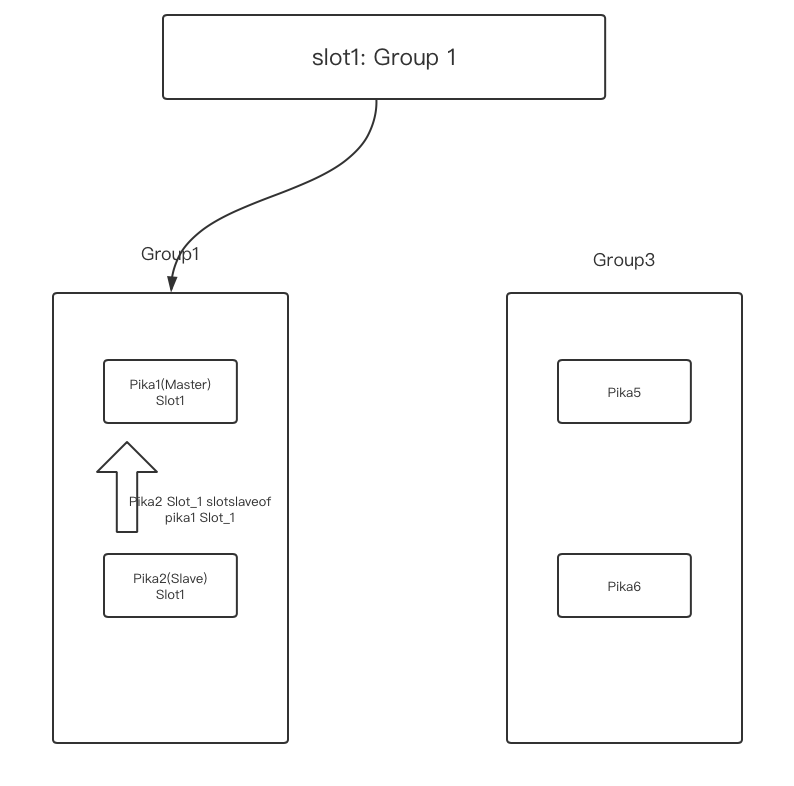 slot1: Group 1
Group1
Group3
Pika1(Master)
Slot1
Pika5
Pika2 Slot_1 slotslaveof
pika1 Slot_1
Pika2(Slave)
Slot1
Pika6